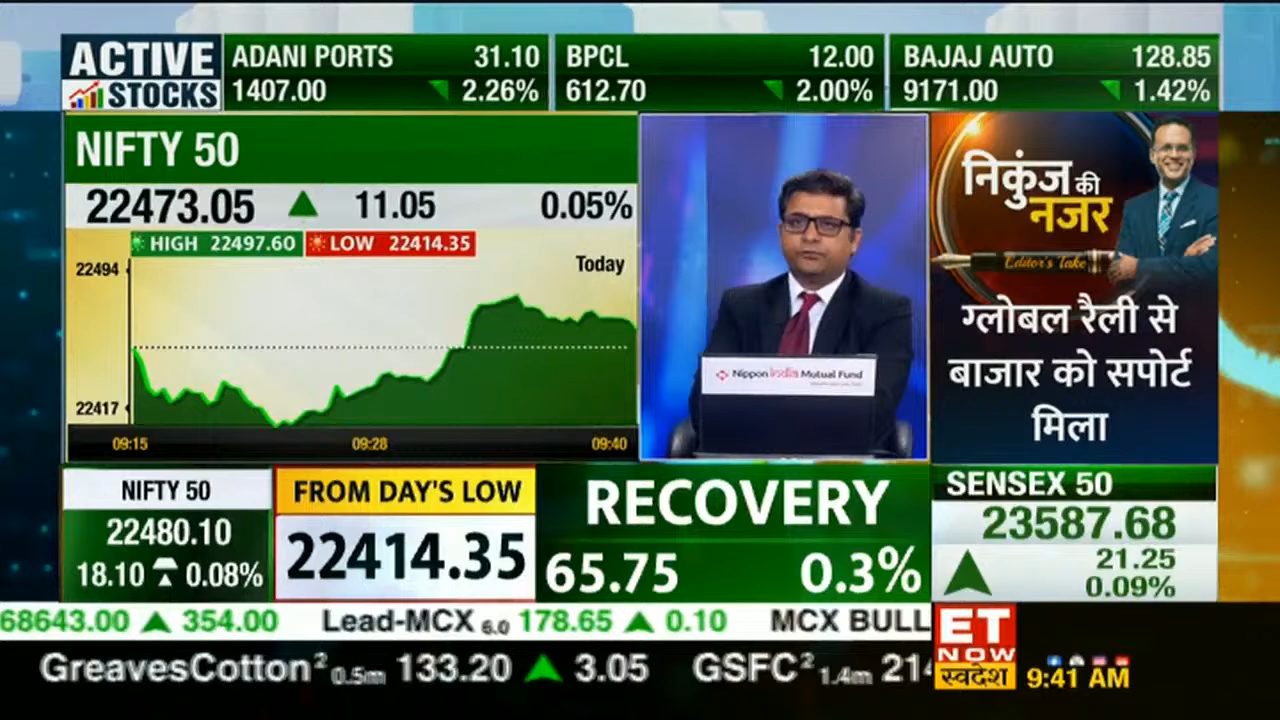 ACTIVE
STOCKS
ADANI PORTS 31.10
1407.00 2.26%
BPCL 12.00
612.70 2.00%
BAJAJ AUTO 128.85
9171.00 1.42%
NIFTY 50
22473.05 ▲ 11.05 0.05%
HIGH 22497.60 LOW 22414.35
Today
22494
22417
09:15 09:28 09:40
Nippon india Mutual Fund
निकुंज की
नजर
Editor's Take
ग्लोबल रैली से
बाजार को सपोर्ट
मिला
NIFTY 50
22480.10
18.10 0.08%
FROM DAY'S LOW
22414.35
RECOVERY
65.75 0.3%
SENSEX 50
23587.68
21.25
0.09%
68643.00 ▲ 354.00 Lead-MCX 6.0 178.65 ▲ 0.10 MCX BULL
GreavesCotton² 0.5m 133.20 ▲ 3.05 GSFC² 1.4m 214
ET
NOW
स्वदेश
9:41 AM